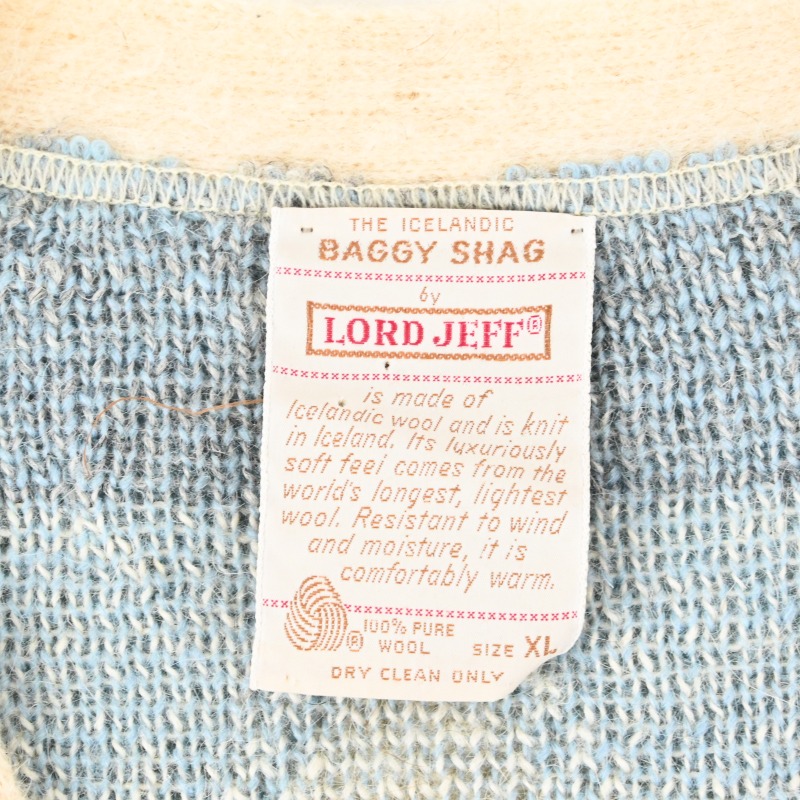 THE ICELANDIC
BAGGY SHAG
by
LORD JEFF®
is made of
Icelandic wool and is knit
in Iceland. Its luxuriously
soft feel comes from the
world's longest, lightest
wool. Resistant to wind
and moisture, it is
comfortably warm.
® 100% PURE
WOOL SIZE XL
DRY CLEAN ONLY